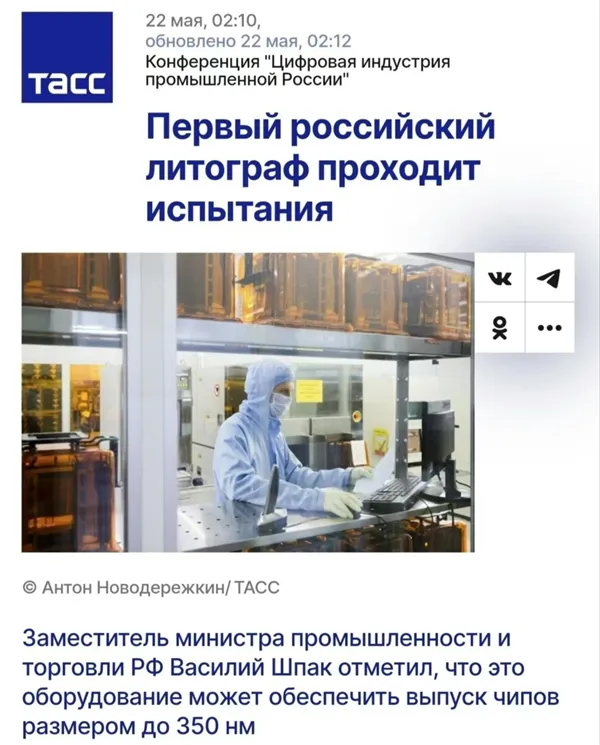 ТАСС
22 мая, 02:10,
обновлено 22 мая, 02:12
Конференция "Цифровая индустрия
промышленной России"
Первый российский
литограф проходит
испытания
© Антон Новодережкин/ ТАСС
Заместитель министра промышленности и
торговли РФ Василий Шпак отметил, что это
оборудование может обеспечить выпуск чипов
размером до 350 нм